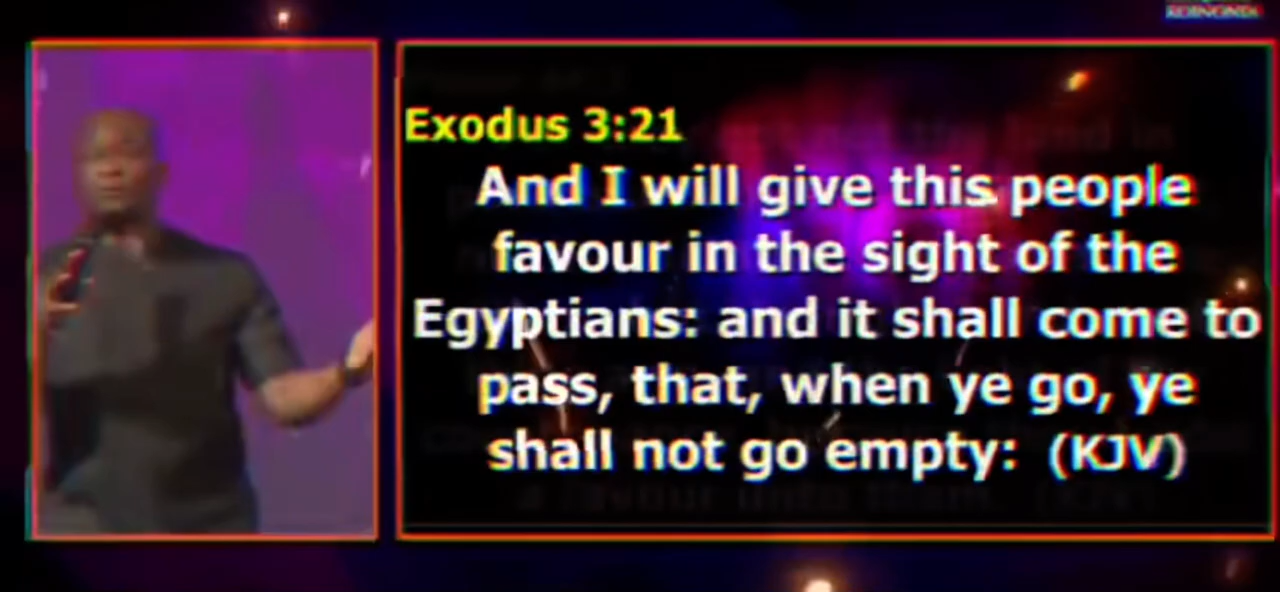 KOINONIA
Exodus 3:21
And I will give this people
favour in the sight of the
Egyptians: and it shall come to
pass, that, when ye go, ye
shall not go empty: (KJV)